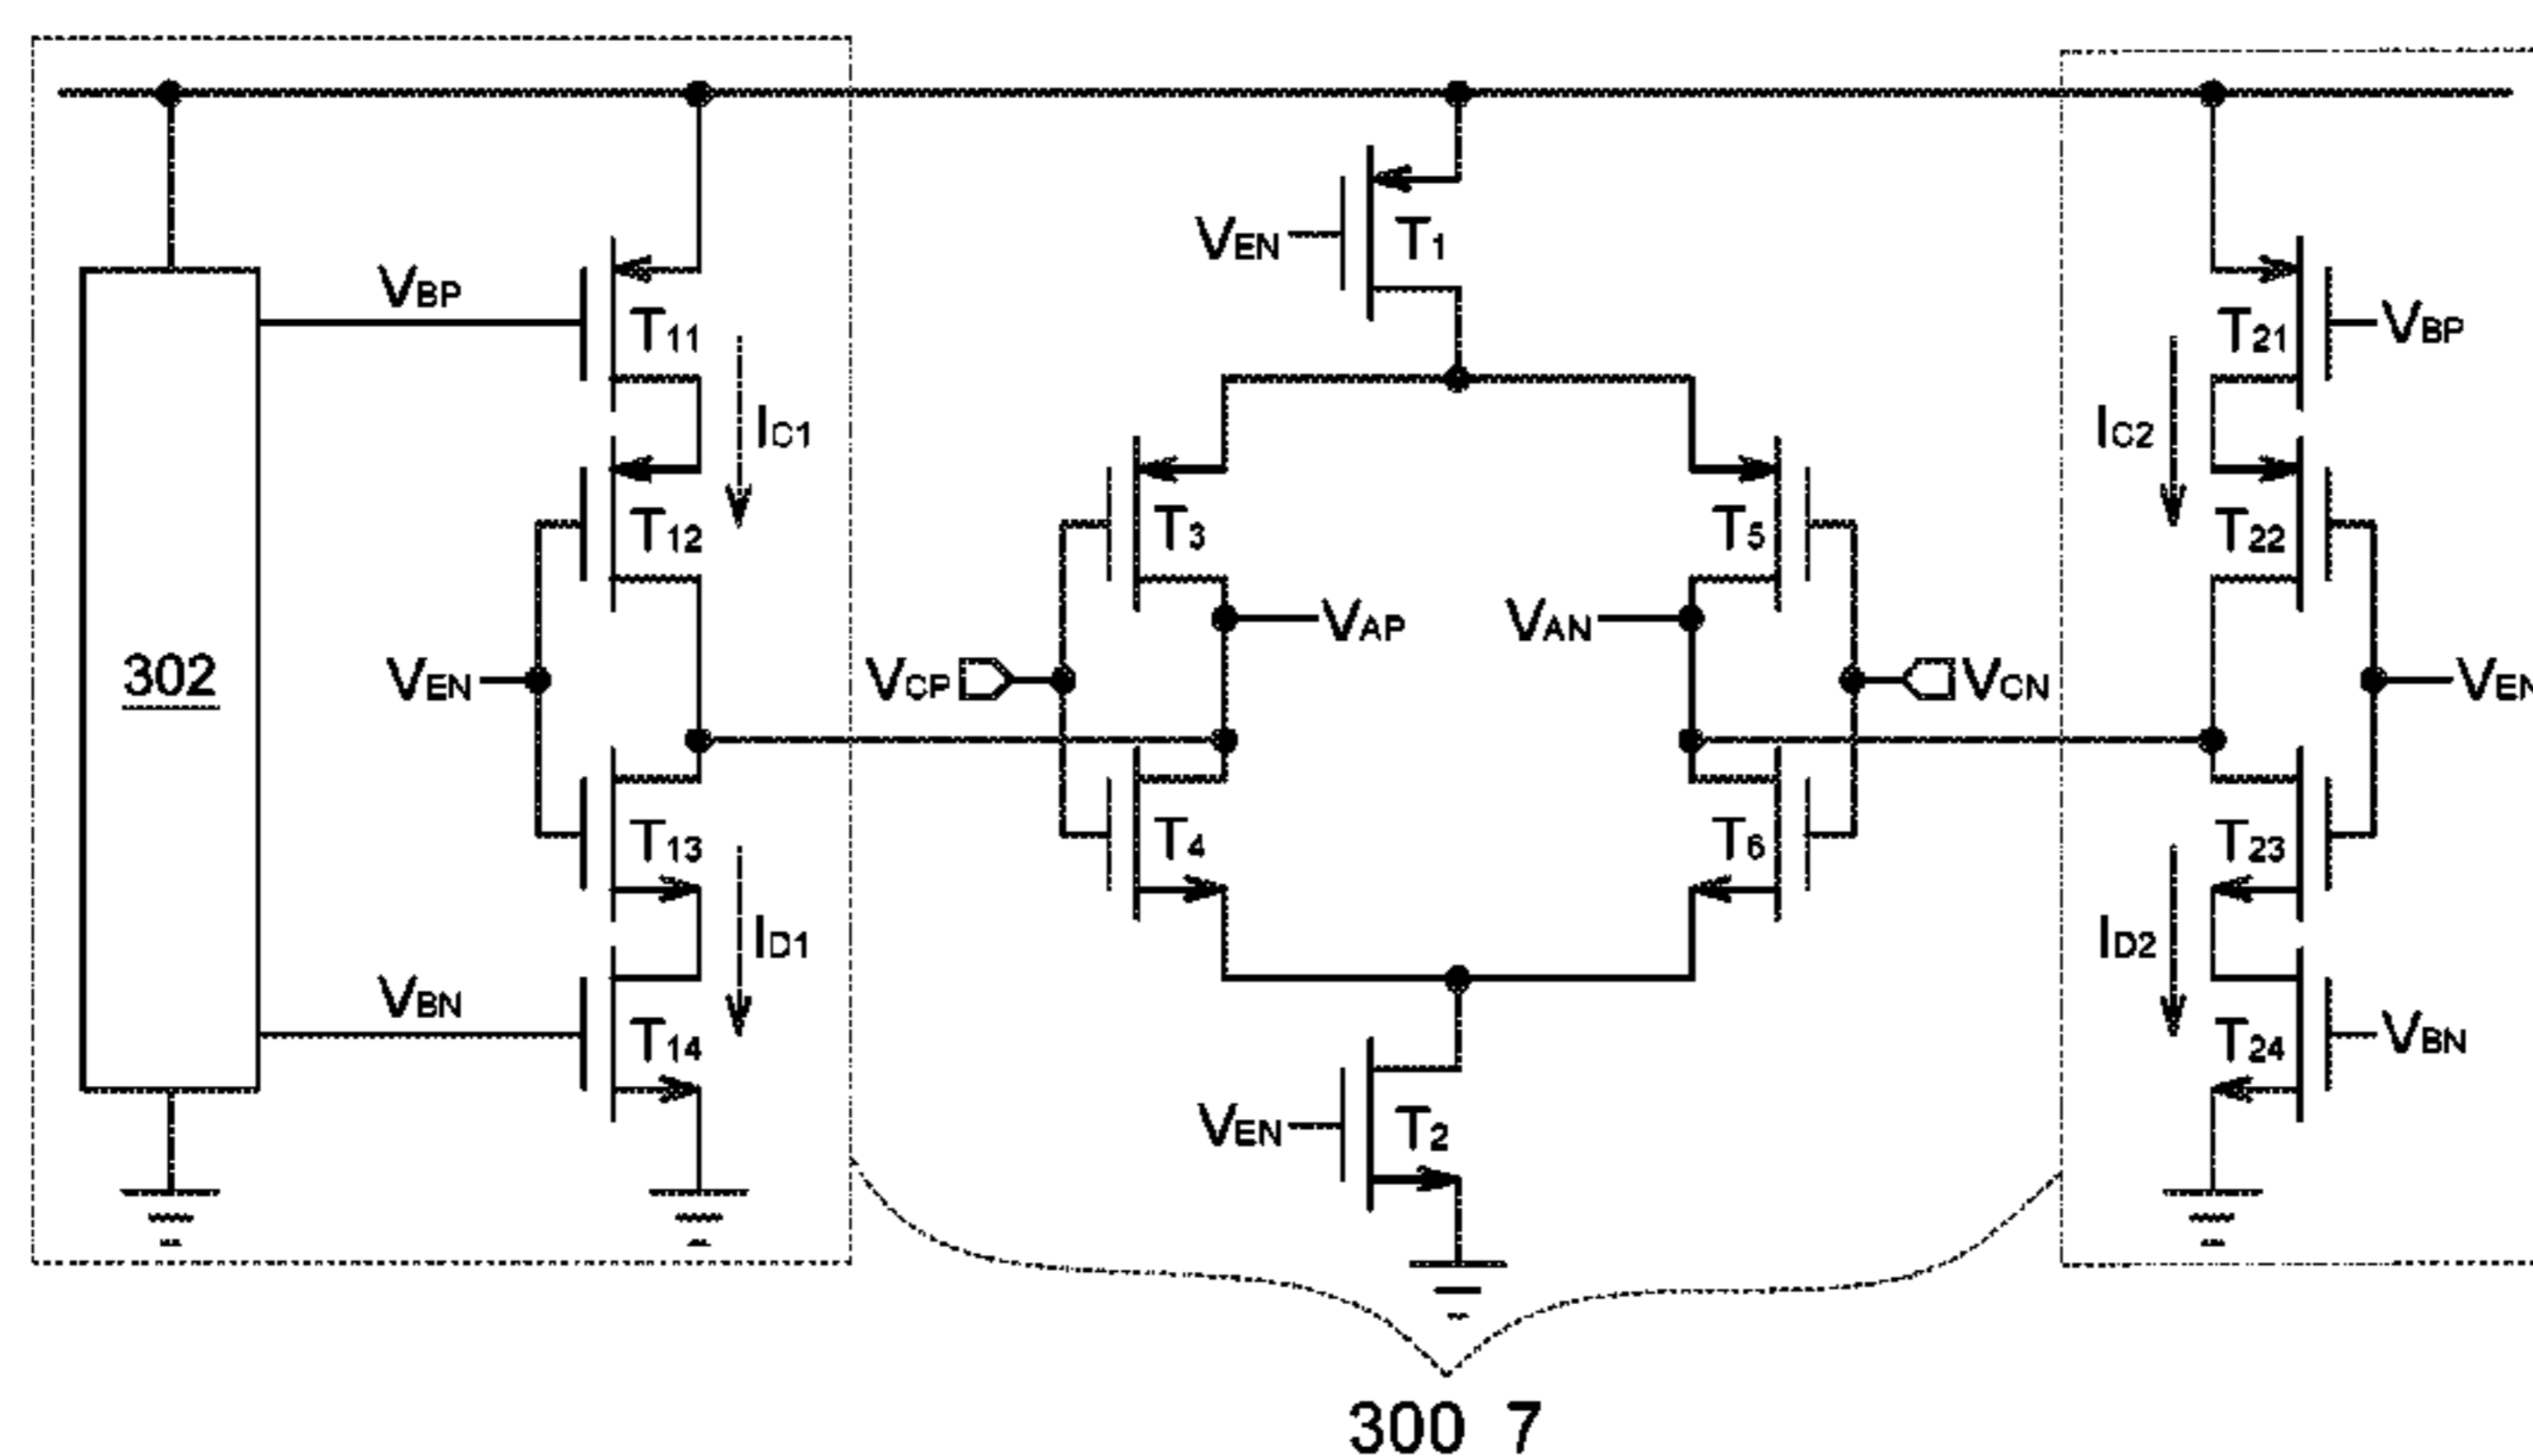 302
VBP
T11
IC1
T12
VEN
T13
ID1
VBN
T14
VEN
T1
T3
T5
VAP
VAN
VCP
VCN
T4
T6
VEN
T2
T21
VBP
IC2
T22
VEN
T23
ID2
T24
VBN
300 7